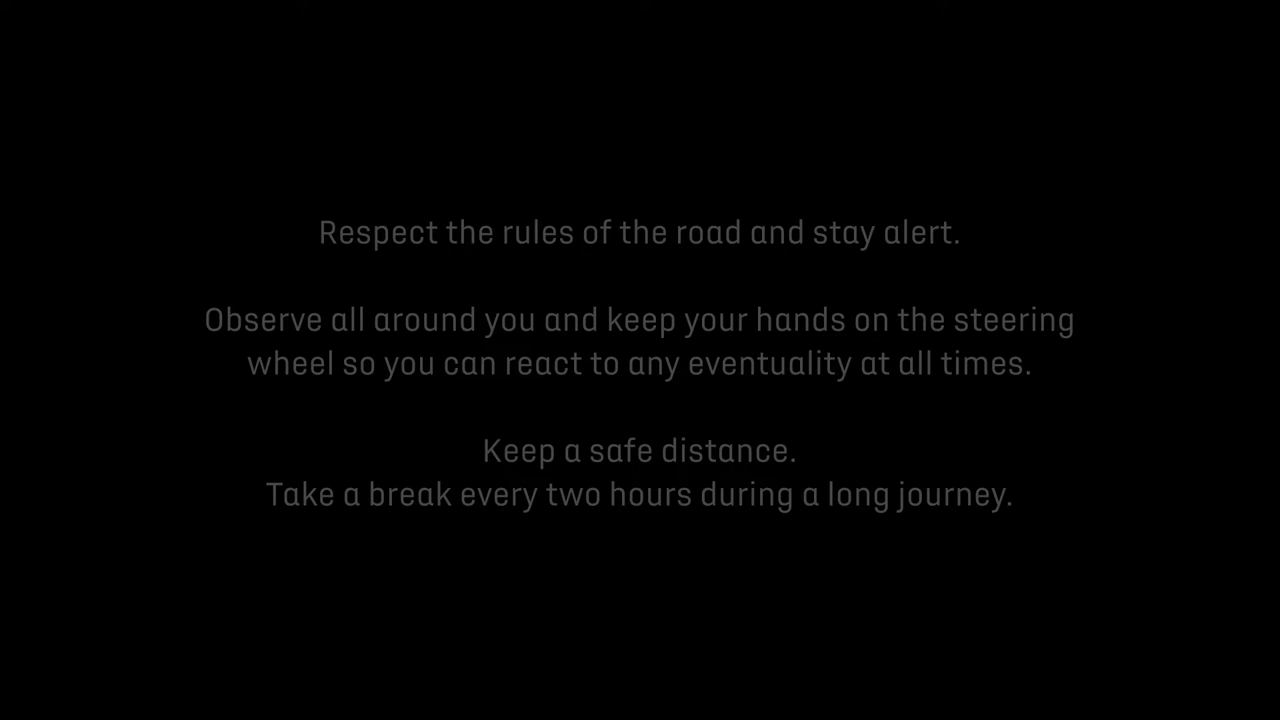 Respect the rules of the road and stay alert.
Observe all around you and keep your hands on the steering
wheel so you can react to any eventuality at all times.
Keep a safe distance.
Take a break every two hours during a long journey.